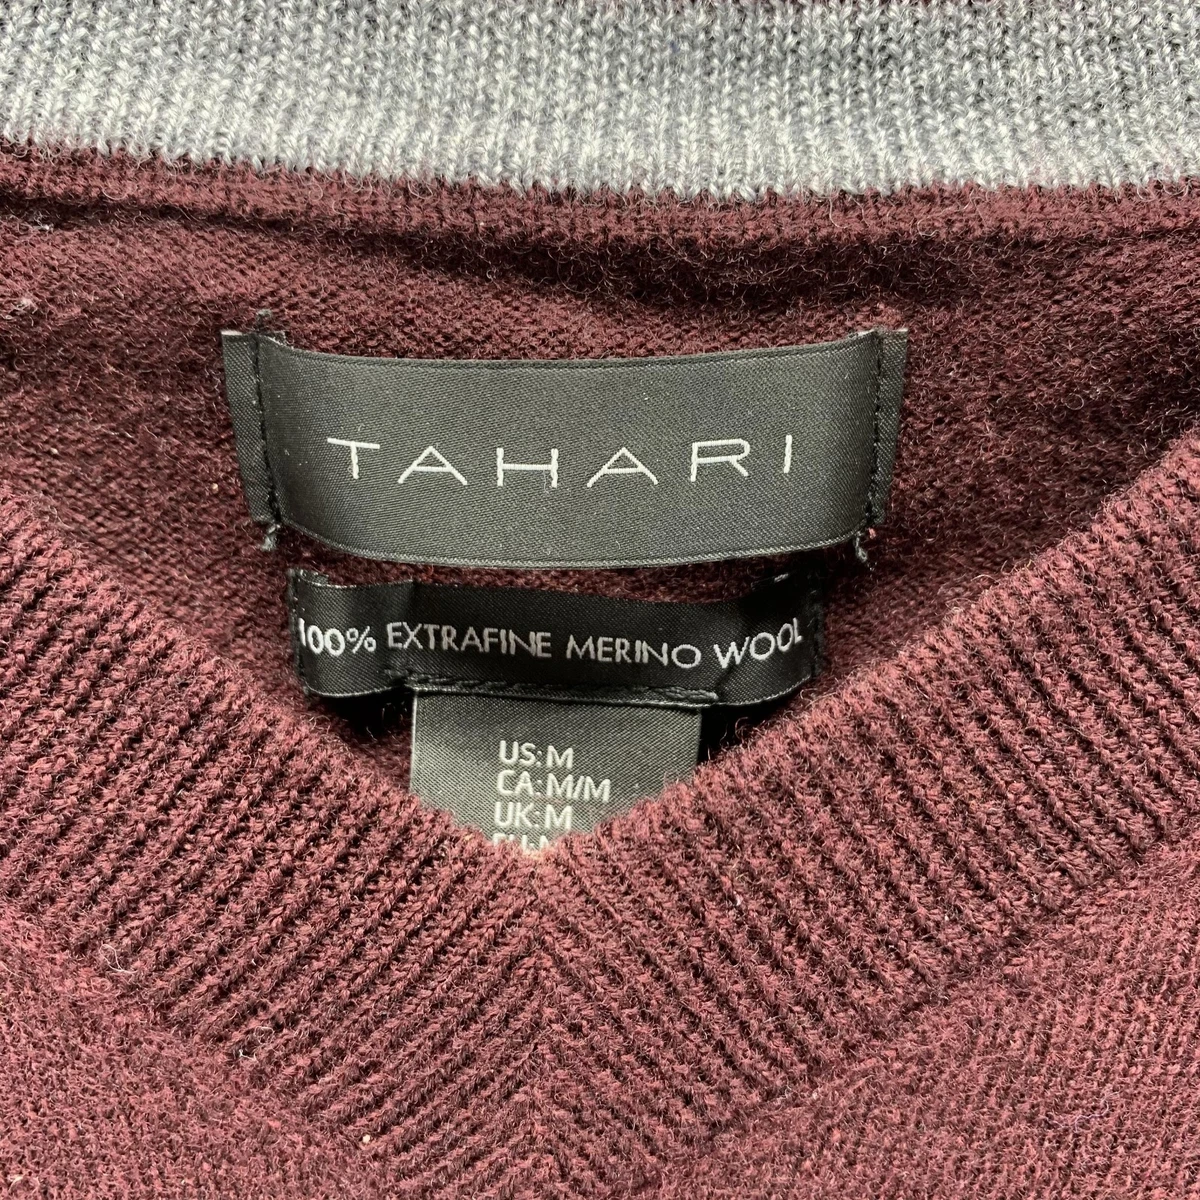 TAHARI
100% EXTRAFINE MERINO WOOL
US: M
CA: M/M
UK: M